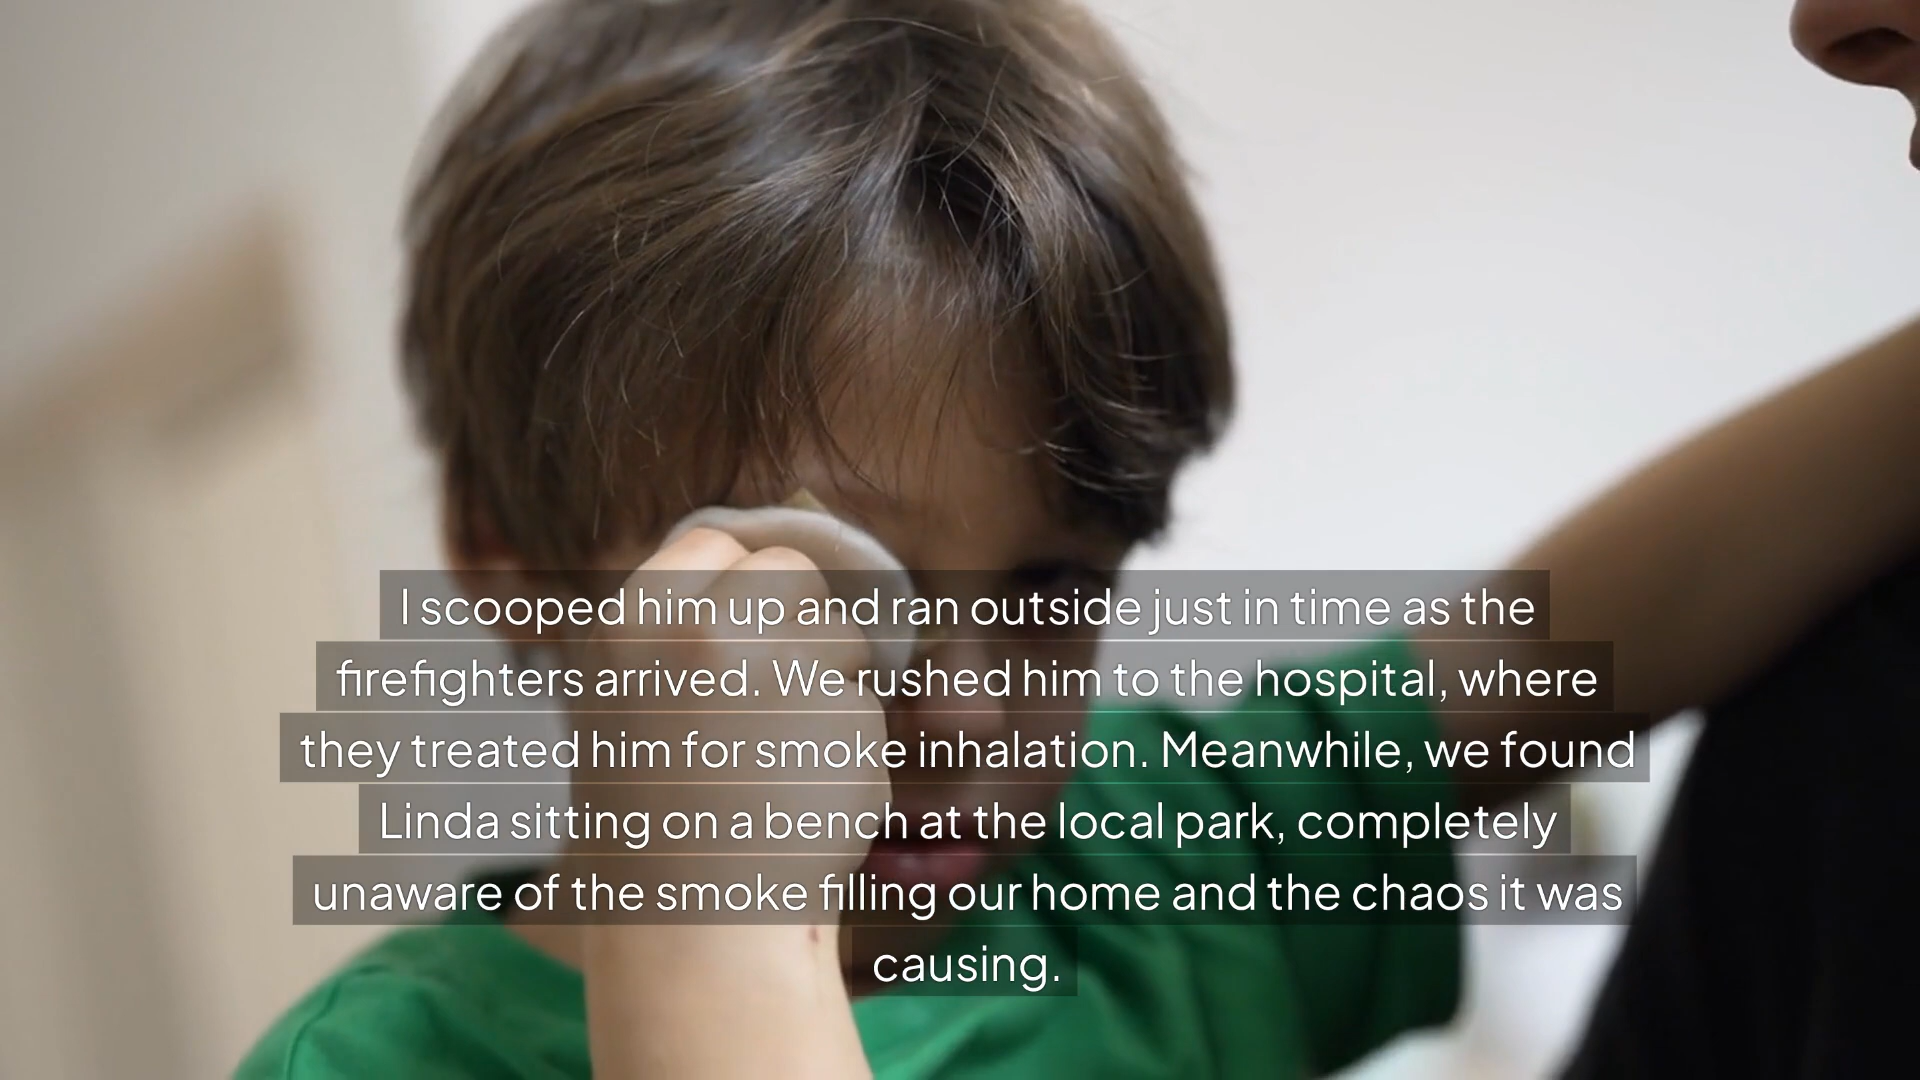 I scooped him up and ran outside just in time as the
firefighters arrived. We rushed him to the hospital, where
they treated him for smoke inhalation. Meanwhile, we found
Linda sitting on a bench at the local park, completely
unaware of the smoke filling our home and the chaos it was
causing.